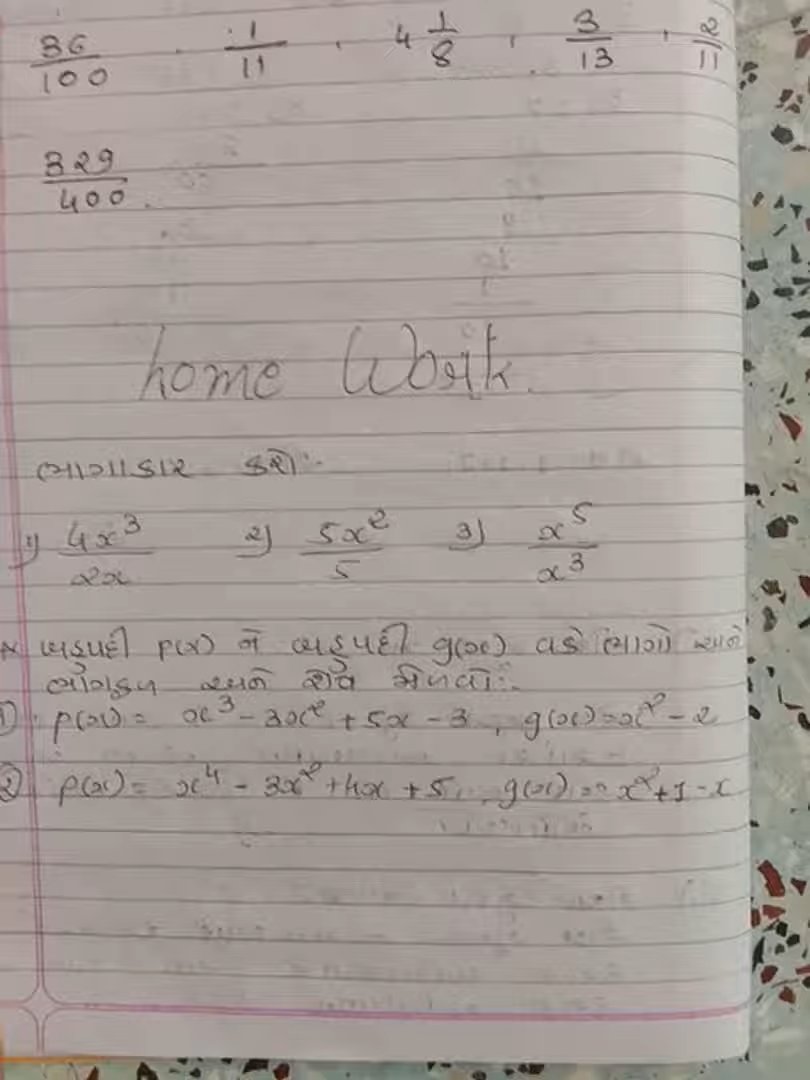 36/100 , 1/11 , 4 1/8 , 3/13 , 2/11
329/400 .
home Work.
ભાગાકાર કરો:-
1) 4x³/2x 2) 5x²/5 3) x⁵/x³
* બહુપદી p(x) ને બહુપદી g(x) વડે ભાગો અને
ભાગફળ અને શેષ મેળવો:-
① p(x) = x³ - 3x² + 5x - 3 , g(x) = x² - 2
② p(x) = x⁴ - 3x² + 4x + 5, g(x) = x² + 1 - x